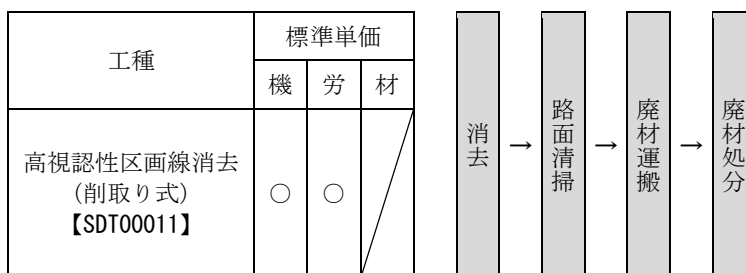 工種
標準単価
機 労 材
高視認性区画線消去
(削取り式)
【SDT00011】
○ ○
消去 → 路面清掃 → 廃材運搬 → 廃材処分